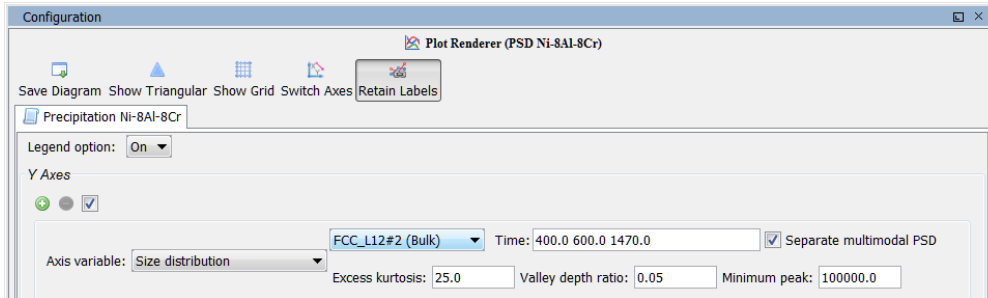 Configuration
Plot Renderer (PSD Ni-8Al-8Cr)
Save Diagram Show Triangular Show Grid Switch Axes Retain Labels
Precipitation Ni-8Al-8Cr
Legend option: On
Y Axes
FCC_L12#2 (Bulk) Time: 400.0 600.0 1470.0 Separate multimodal PSD
Axis variable: Size distribution
Excess kurtosis: 25.0 Valley depth ratio: 0.05 Minimum peak: 100000.0